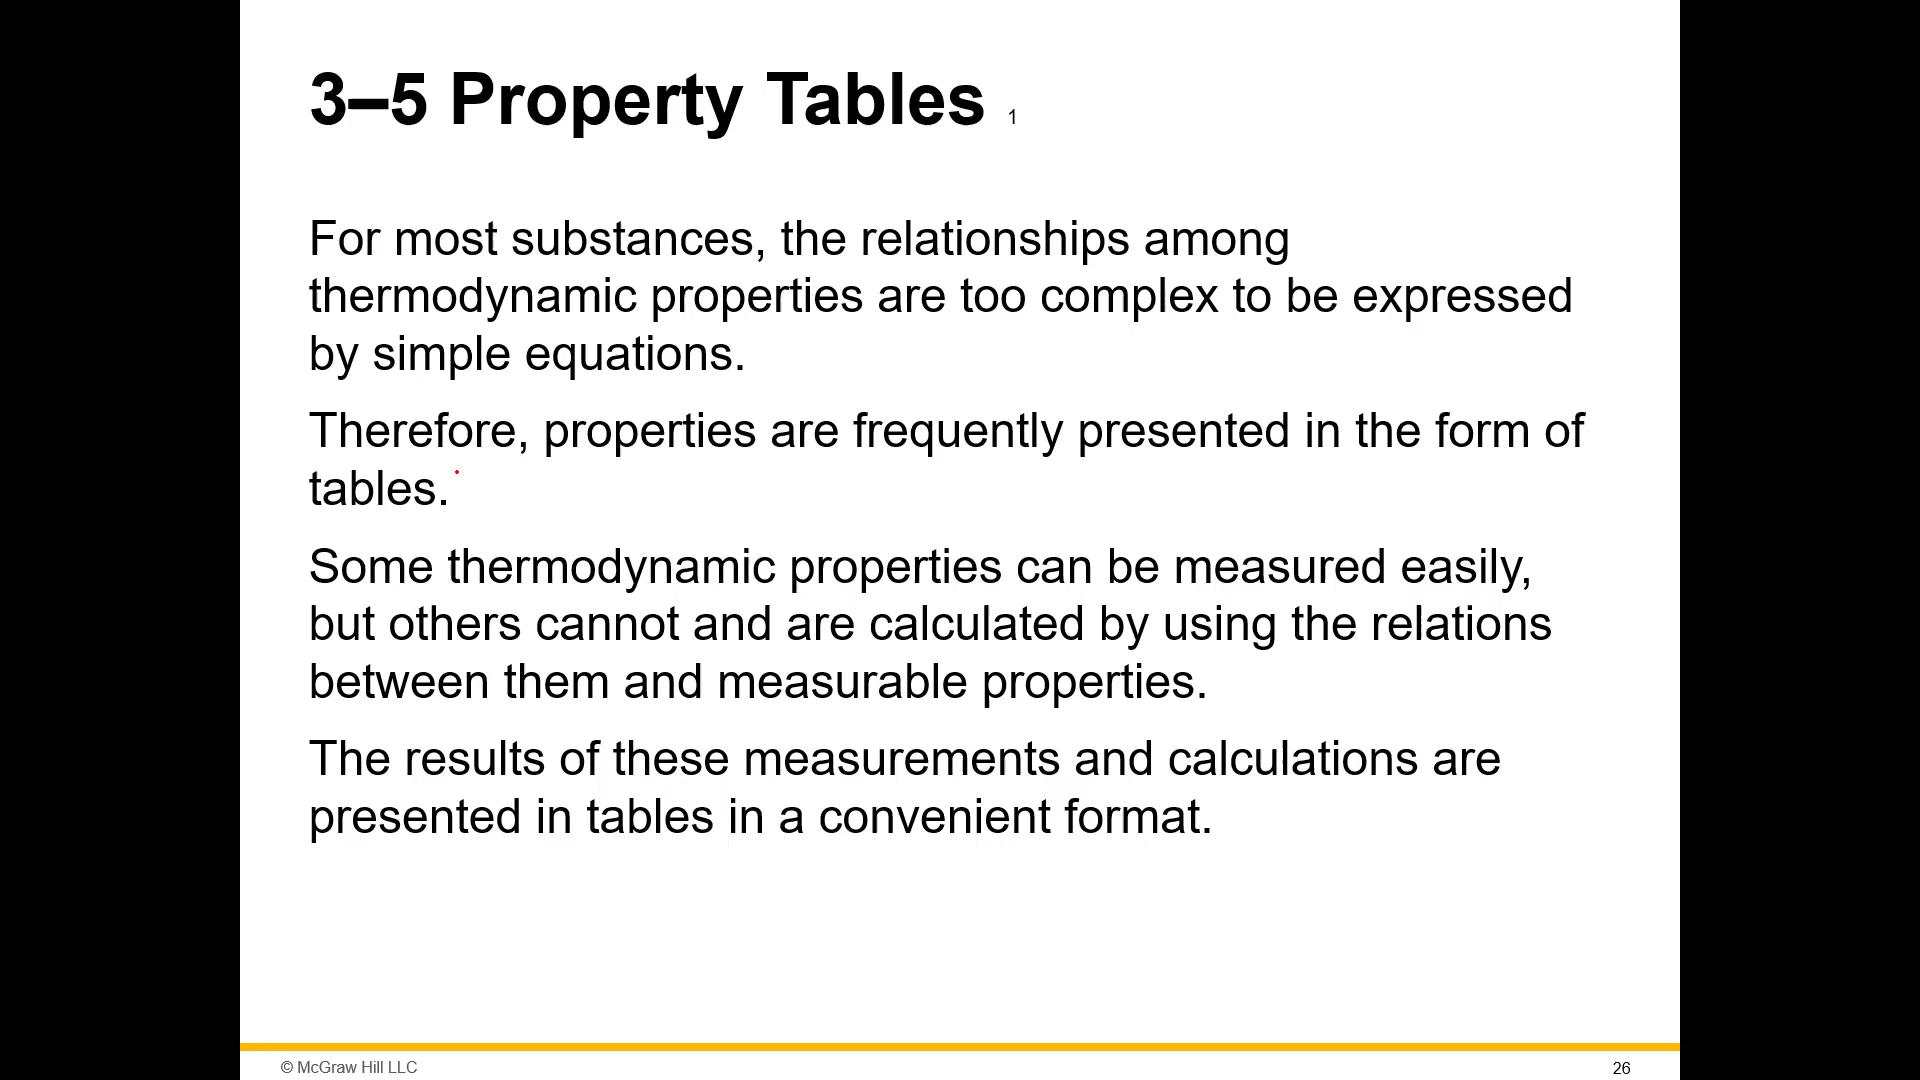 3–5 Property Tables 1
For most substances, the relationships among
thermodynamic properties are too complex to be expressed
by simple equations.
Therefore, properties are frequently presented in the form of
tables.
Some thermodynamic properties can be measured easily,
but others cannot and are calculated by using the relations
between them and measurable properties.
The results of these measurements and calculations are
presented in tables in a convenient format.
© McGraw Hill LLC
26